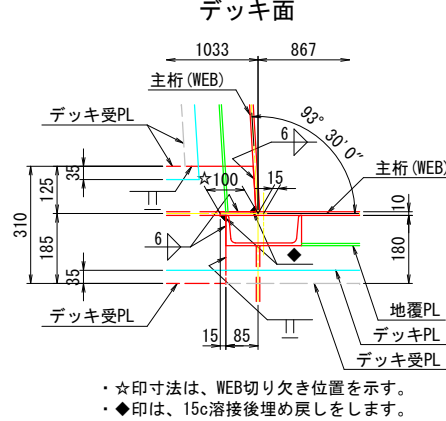 デッキ面
1033 867
主桁(WEB)
93° 30'0"
デッキ受PL
6
主桁(WEB)
35
☆100
15
125
10
310
185
6
180
35
デッキ受PL
地覆PL
デッキPL
15 85
デッキ受PL
・☆印寸法は、WEB切り欠き位置を示す。
・◆印は、15c溶接後埋め戻しをします。